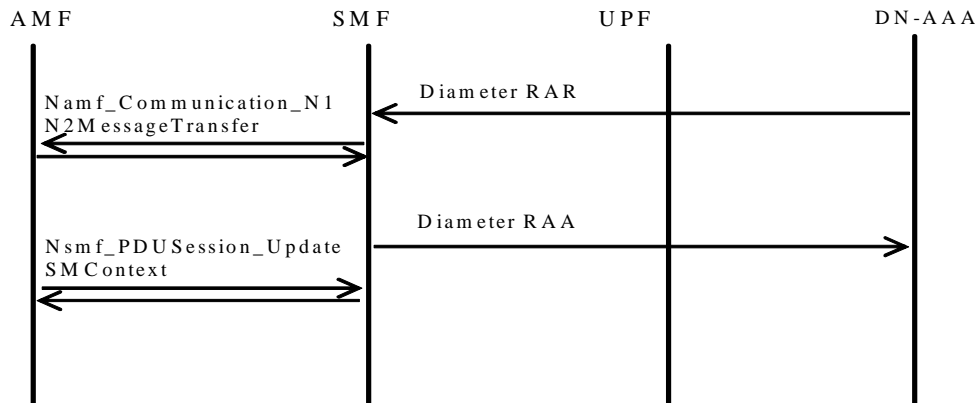 AMF SMF UPF DN-AAA
Diameter RAR
Namf_Communication_N1
N2MessageTransfer
Diameter RAA
Nsmf_PDUSession_Update
SMContext